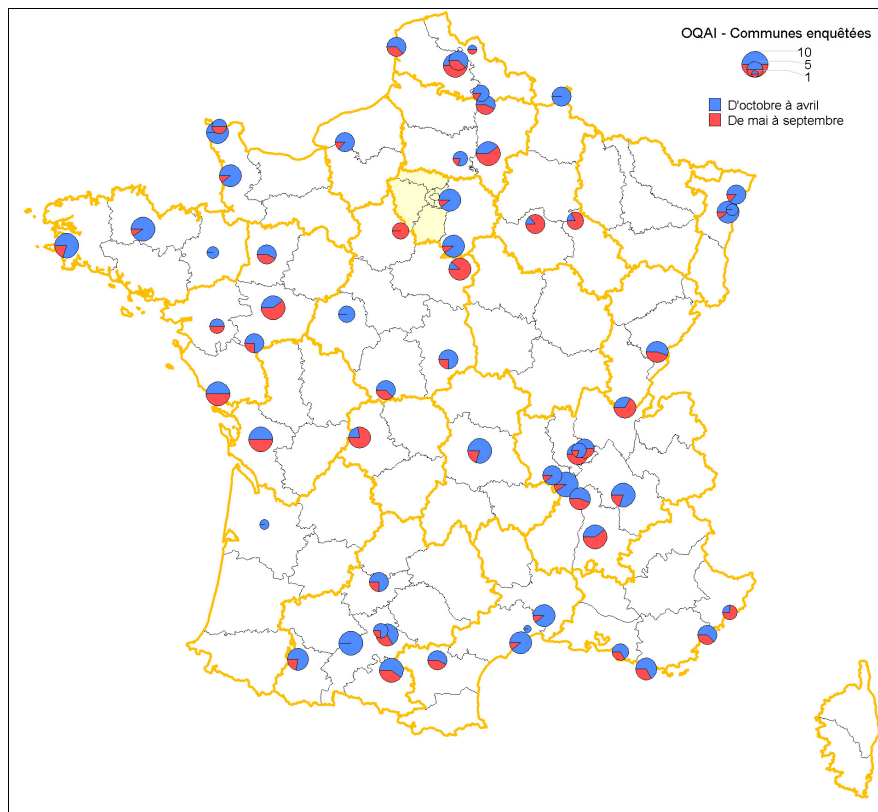 OQAI - Communes enquêtées
10
5
1
D'octobre à avril
De mai à septembre